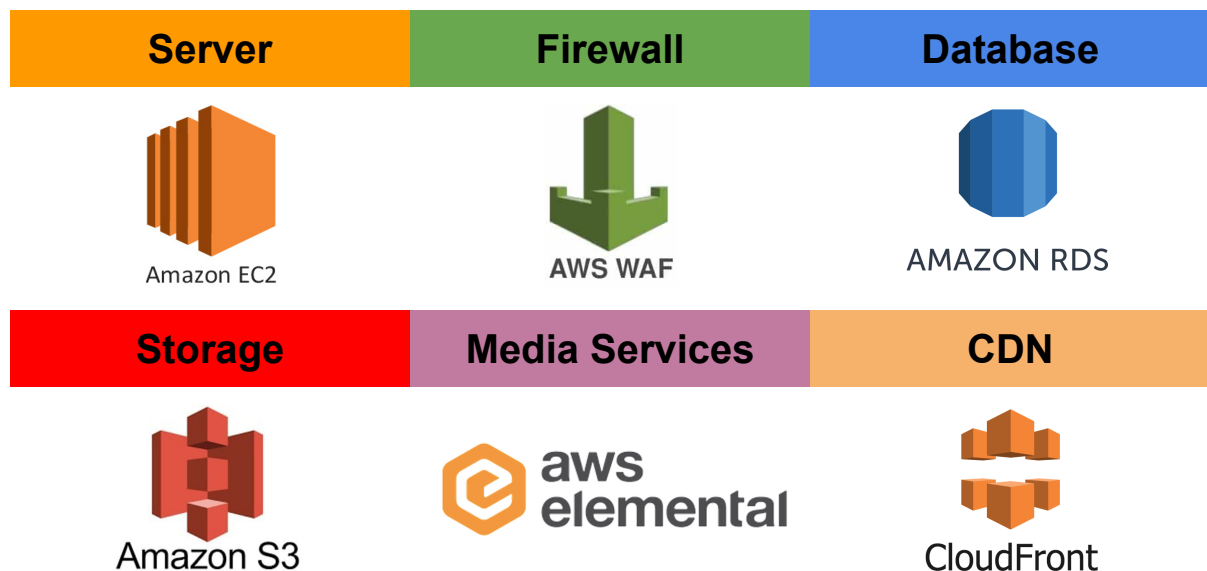 Server
Firewall
Database
Amazon EC2
AWS WAF
AMAZON RDS
Storage
Media Services
CDN
Amazon S3
aws
elemental
CloudFront